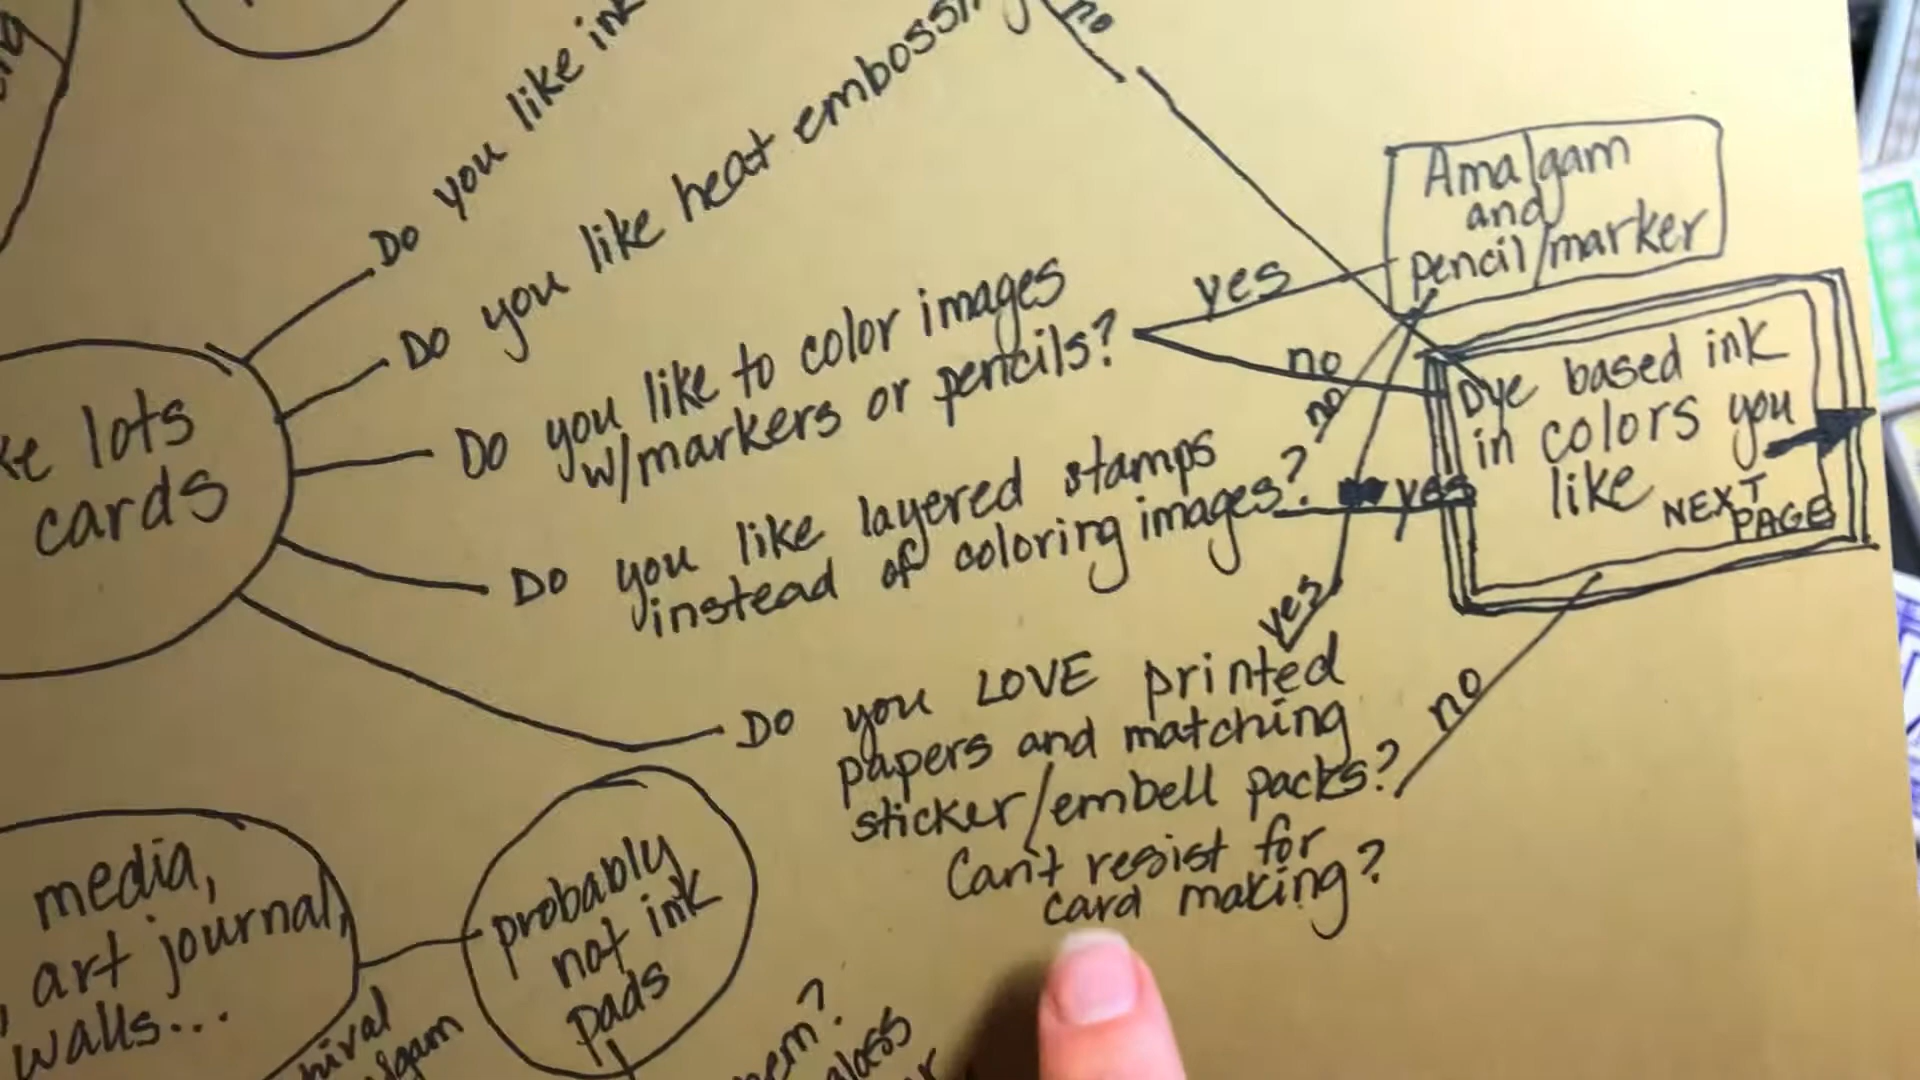 Do you like ink
no
Do you like heat embossing
Amalgam
and
pencil/marker
Do you like to color images
w/markers or pencils?
yes
no
Dye based ink
in colors you
like
NEXT
PAGE
lots
cards
Do you like layered stamps
instead of coloring images?
no
yes
yes
Do you LOVE printed
papers and matching
sticker/embell packs?
Can't resist for
card making?
no
media,
art journal,
walls...
probably
not ink
pads